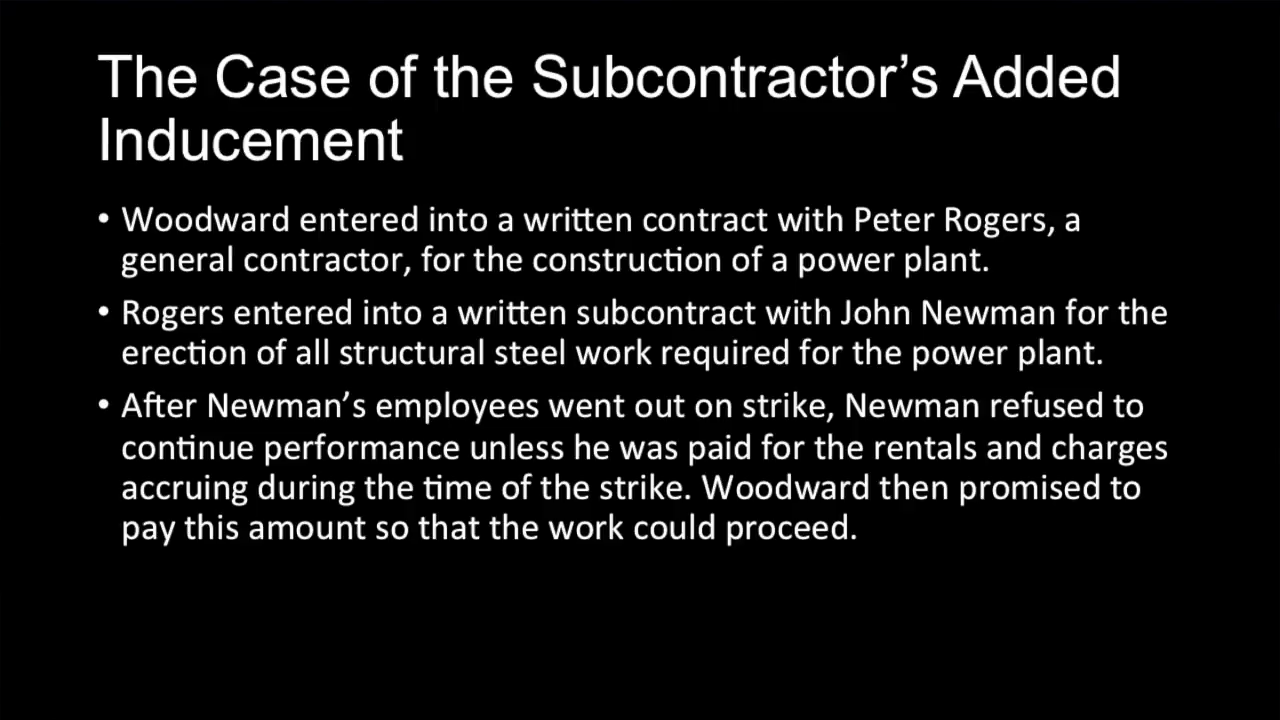 The Case of the Subcontractor’s Added
Inducement
• Woodward entered into a written contract with Peter Rogers, a
general contractor, for the construction of a power plant.
• Rogers entered into a written subcontract with John Newman for the
erection of all structural steel work required for the power plant.
• After Newman’s employees went out on strike, Newman refused to
continue performance unless he was paid for the rentals and charges
accruing during the time of the strike. Woodward then promised to
pay this amount so that the work could proceed.